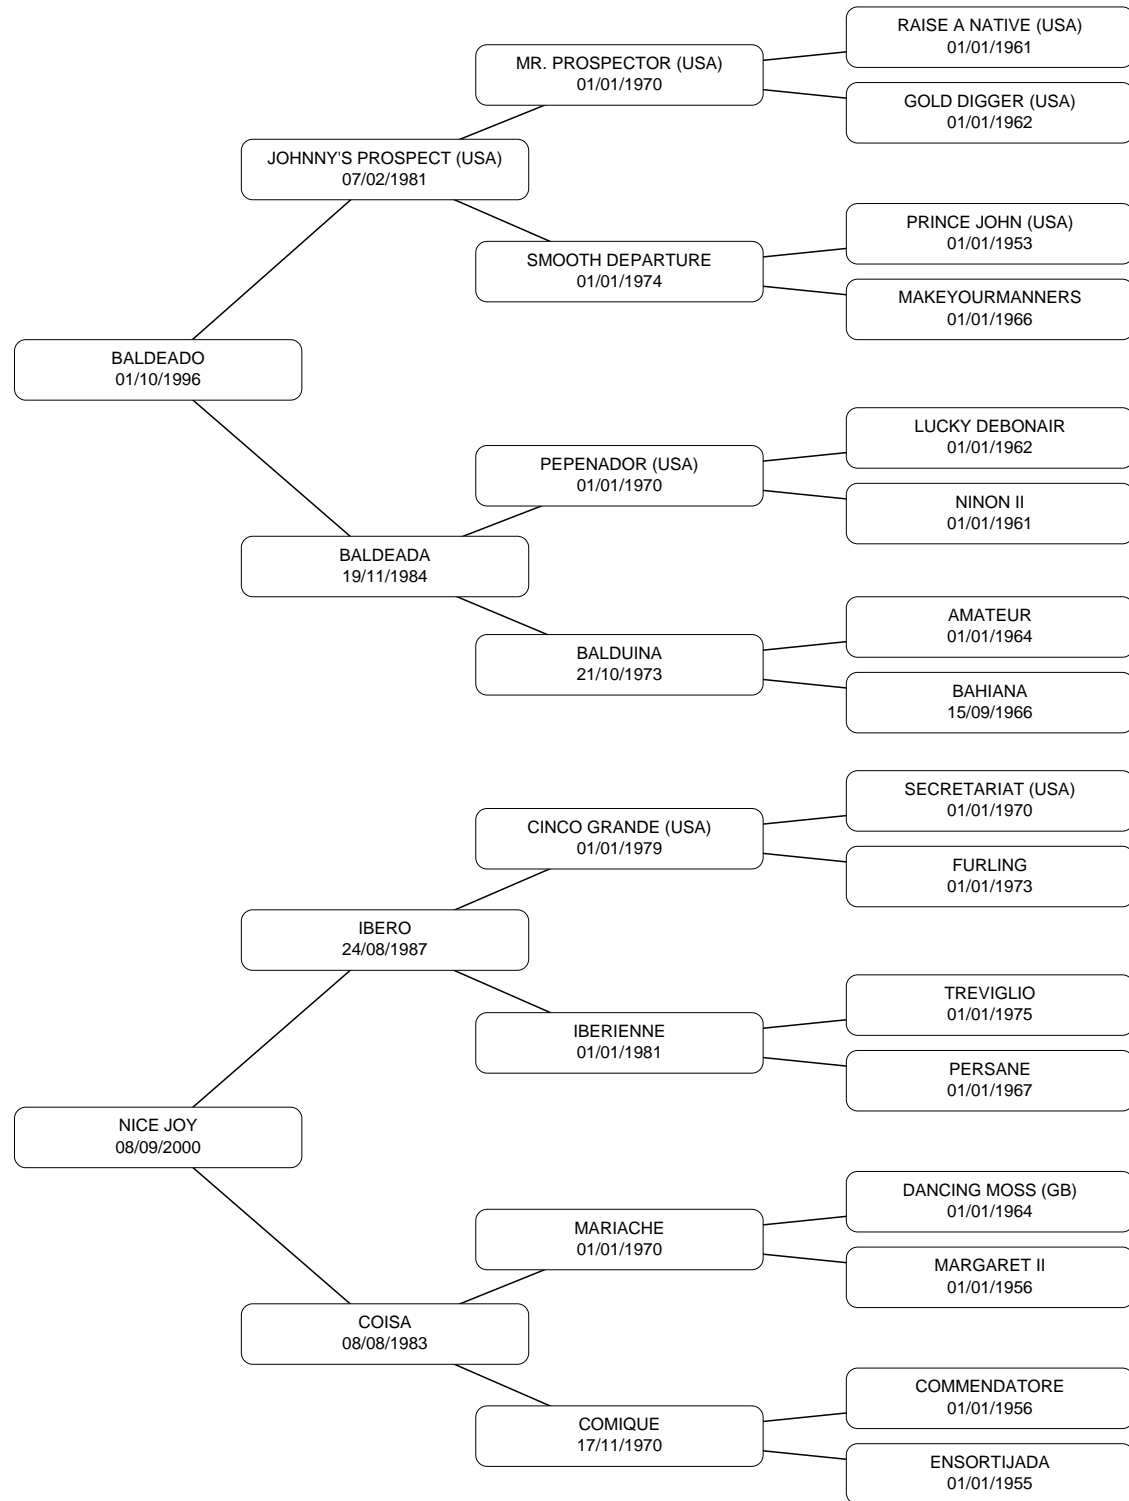 RAISE A NATIVE (USA)
01/01/1961
MR. PROSPECTOR (USA)
01/01/1970
GOLD DIGGER (USA)
01/01/1962
JOHNNY'S PROSPECT (USA)
07/02/1981
PRINCE JOHN (USA)
01/01/1953
SMOOTH DEPARTURE
01/01/1974
MAKEYOURMANNERS
01/01/1966
BALDEADO
01/10/1996
LUCKY DEBONAIR
01/01/1962
PEPENADOR (USA)
01/01/1970
NINON II
01/01/1961
BALDEADA
19/11/1984
AMATEUR
01/01/1964
BALDUINA
21/10/1973
BAHIANA
15/09/1966
SECRETARIAT (USA)
01/01/1970
CINCO GRANDE (USA)
01/01/1979
FURLING
01/01/1973
IBERO
24/08/1987
TREVIGLIO
01/01/1975
IBERIENNE
01/01/1981
PERSANE
01/01/1967
NICE JOY
08/09/2000
DANCING MOSS (GB)
01/01/1964
MARIACHE
01/01/1970
MARGARET II
01/01/1956
COISA
08/08/1983
COMMENDATORE
01/01/1956
COMIQUE
17/11/1970
ENSORTIJADA
01/01/1955